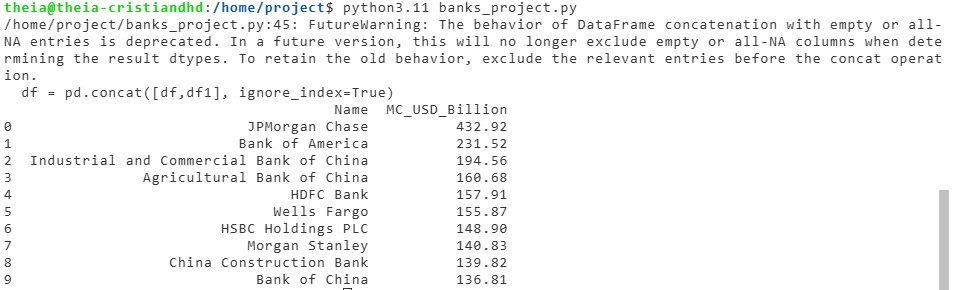 theia@theia-cristiandhd:/home/project$ python3.11 banks_project.py
/home/project/banks_project.py:45: FutureWarning: The behavior of DataFrame concatenation with empty or all-
NA entries is deprecated. In a future version, this will no longer exclude empty or all-NA columns when dete
rmining the result dtypes. To retain the old behavior, exclude the relevant entries before the concat operat
ion.
  df = pd.concat([df,df1], ignore_index=True)
                                      Name  MC_USD_Billion
0                           JPMorgan Chase          432.92
1                          Bank of America          231.52
2  Industrial and Commercial Bank of China          194.56
3               Agricultural Bank of China          160.68
4                                HDFC Bank          157.91
5                              Wells Fargo          155.87
6                        HSBC Holdings PLC          148.90
7                           Morgan Stanley          140.83
8                  China Construction Bank          139.82
9                            Bank of China          136.81